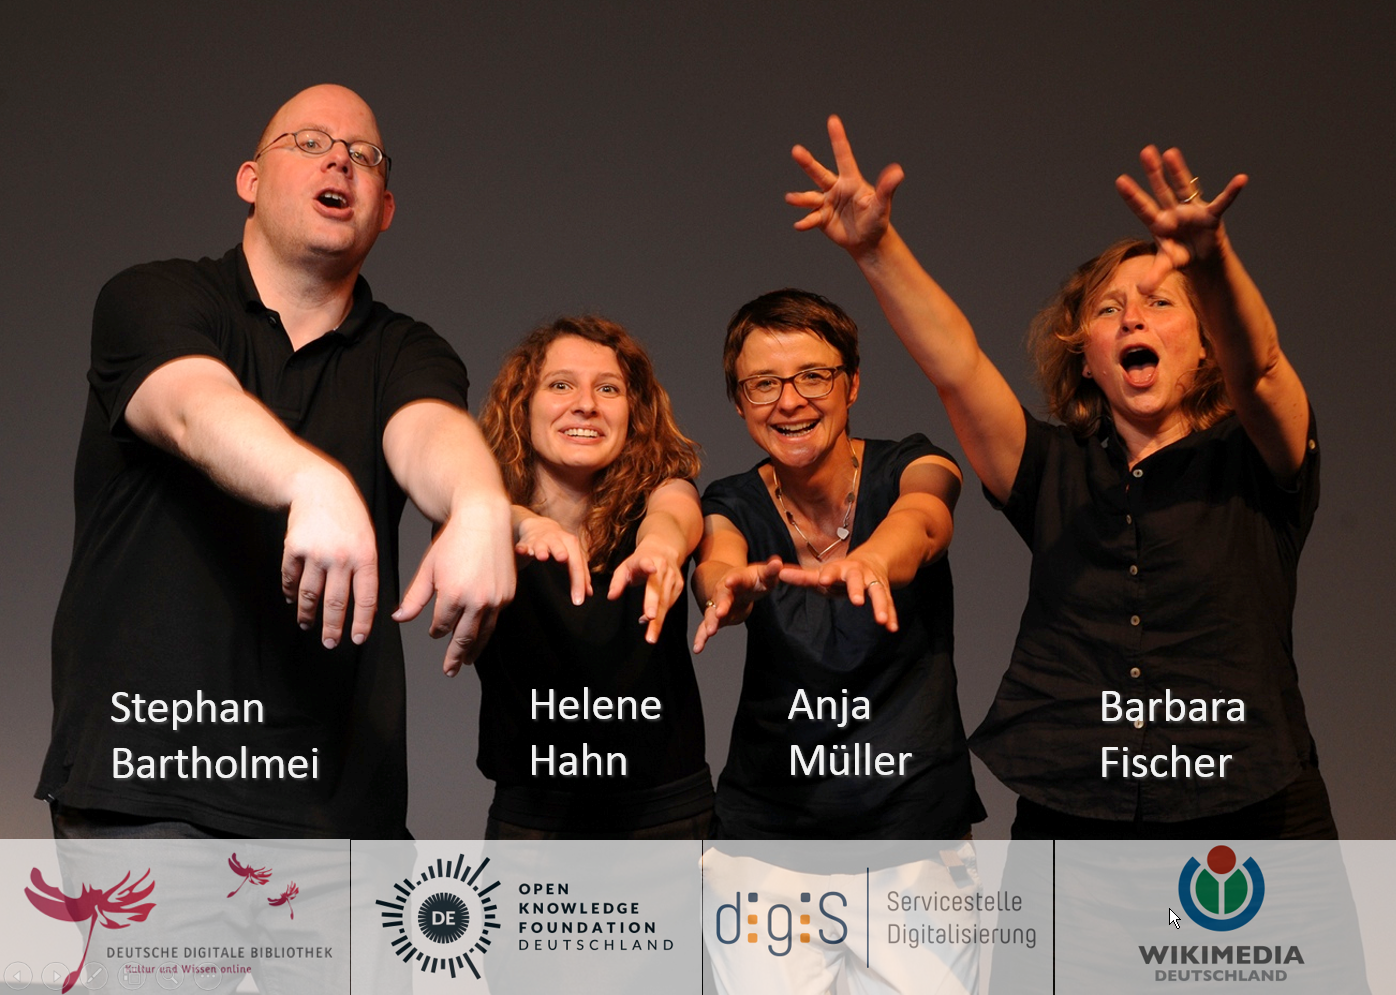 Stephan
Bartholmei
Helene
Hahn
Anja
Müller
Barbara
Fischer
DEUTSCHE DIGITALE BIBLIOTHEK
Kultur und Wissen online
DE
OPEN
KNOWLEDGE
FOUNDATION
DEUTSCHLAND
digiS
Servicestelle
Digitalisierung
WIKIMEDIA
DEUTSCHLAND